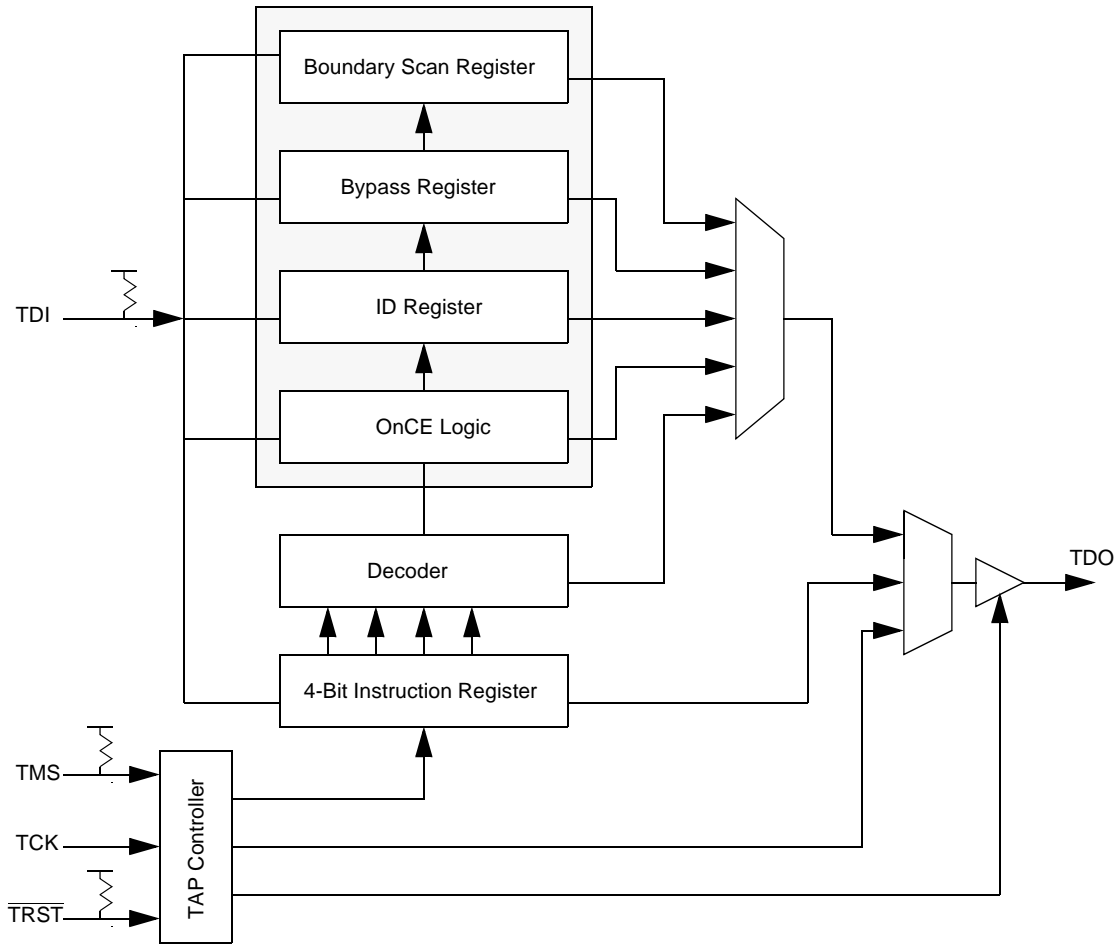 Boundary Scan Register
Bypass Register
ID Register
TDI
OnCE Logic
Decoder
TDO
4-Bit Instruction Register
TMS
TCK
TRST
TAP Controller